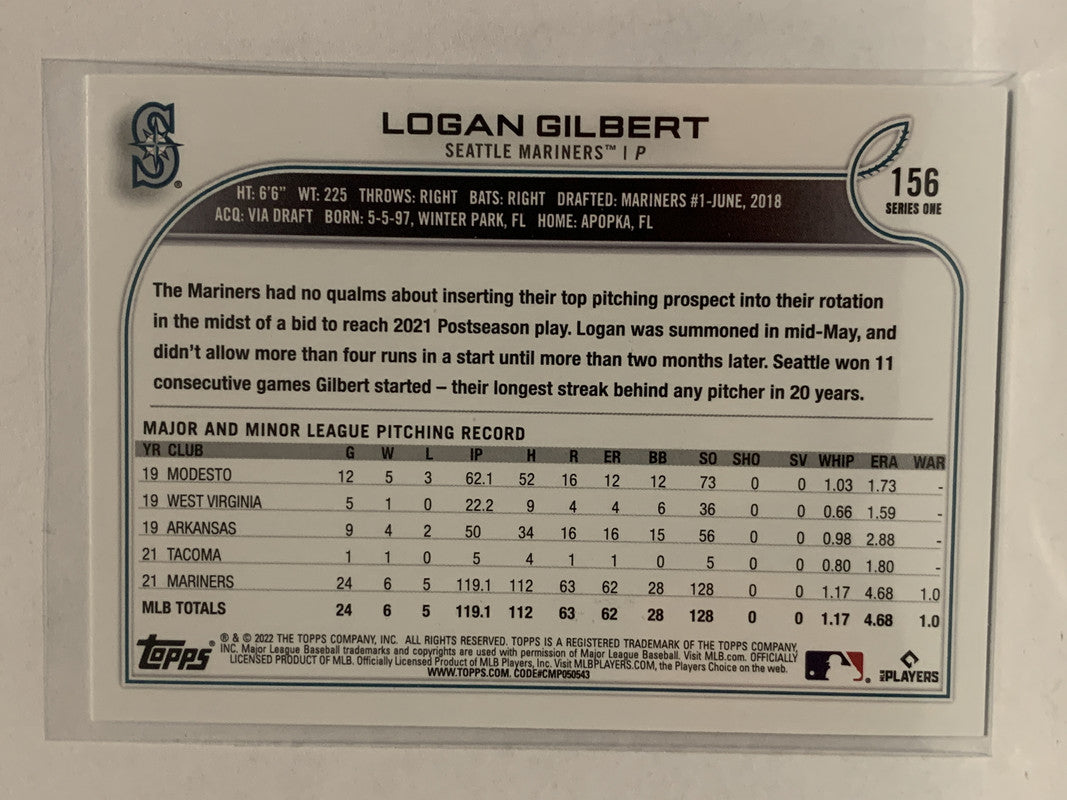 S ®
LOGAN GILBERT
SEATTLE MARINERS™ | P
156
SERIES ONE
HT: 6'6" WT: 225 THROWS: RIGHT BATS: RIGHT DRAFTED: MARINERS #1-JUNE, 2018
ACQ: VIA DRAFT BORN: 5-5-97, WINTER PARK, FL HOME: APOPKA, FL
The Mariners had no qualms about inserting their top pitching prospect into their rotation
in the midst of a bid to reach 2021 Postseason play. Logan was summoned in mid-May, and
didn't allow more than four runs in a start until more than two months later. Seattle won 11
consecutive games Gilbert started – their longest streak behind any pitcher in 20 years.
MAJOR AND MINOR LEAGUE PITCHING RECORD
YR CLUB G W L IP H R ER BB SO SHO SV WHIP ERA WAR
19 MODESTO 12 5 3 62.1 52 16 12 12 73 0 0 1.03 1.73 -
19 WEST VIRGINIA 5 1 0 22.2 9 4 4 6 36 0 0 0.66 1.59 -
19 ARKANSAS 9 4 2 50 34 16 16 15 56 0 0 0.98 2.88 -
21 TACOMA 1 1 0 5 4 1 1 0 5 0 0 0.80 1.80 -
21 MARINERS 24 6 5 119.1 112 63 62 28 128 0 0 1.17 4.68 1.0
MLB TOTALS 24 6 5 119.1 112 63 62 28 128 0 0 1.17 4.68 1.0
topps®
® & © 2022 THE TOPPS COMPANY, INC. ALL RIGHTS RESERVED. TOPPS IS A REGISTERED TRADEMARK OF THE TOPPS COMPANY,
INC. Major League Baseball trademarks and copyrights are used with permission of Major League Baseball. Visit MLB.com. OFFICIALLY
LICENSED PRODUCT OF MLB. Officially Licensed Product of MLB Players, Inc. Visit MLBPLAYERS.COM, the Players Choice on the web.
WWW.TOPPS.COM. CODE#CMP050543
MLB PLAYERS